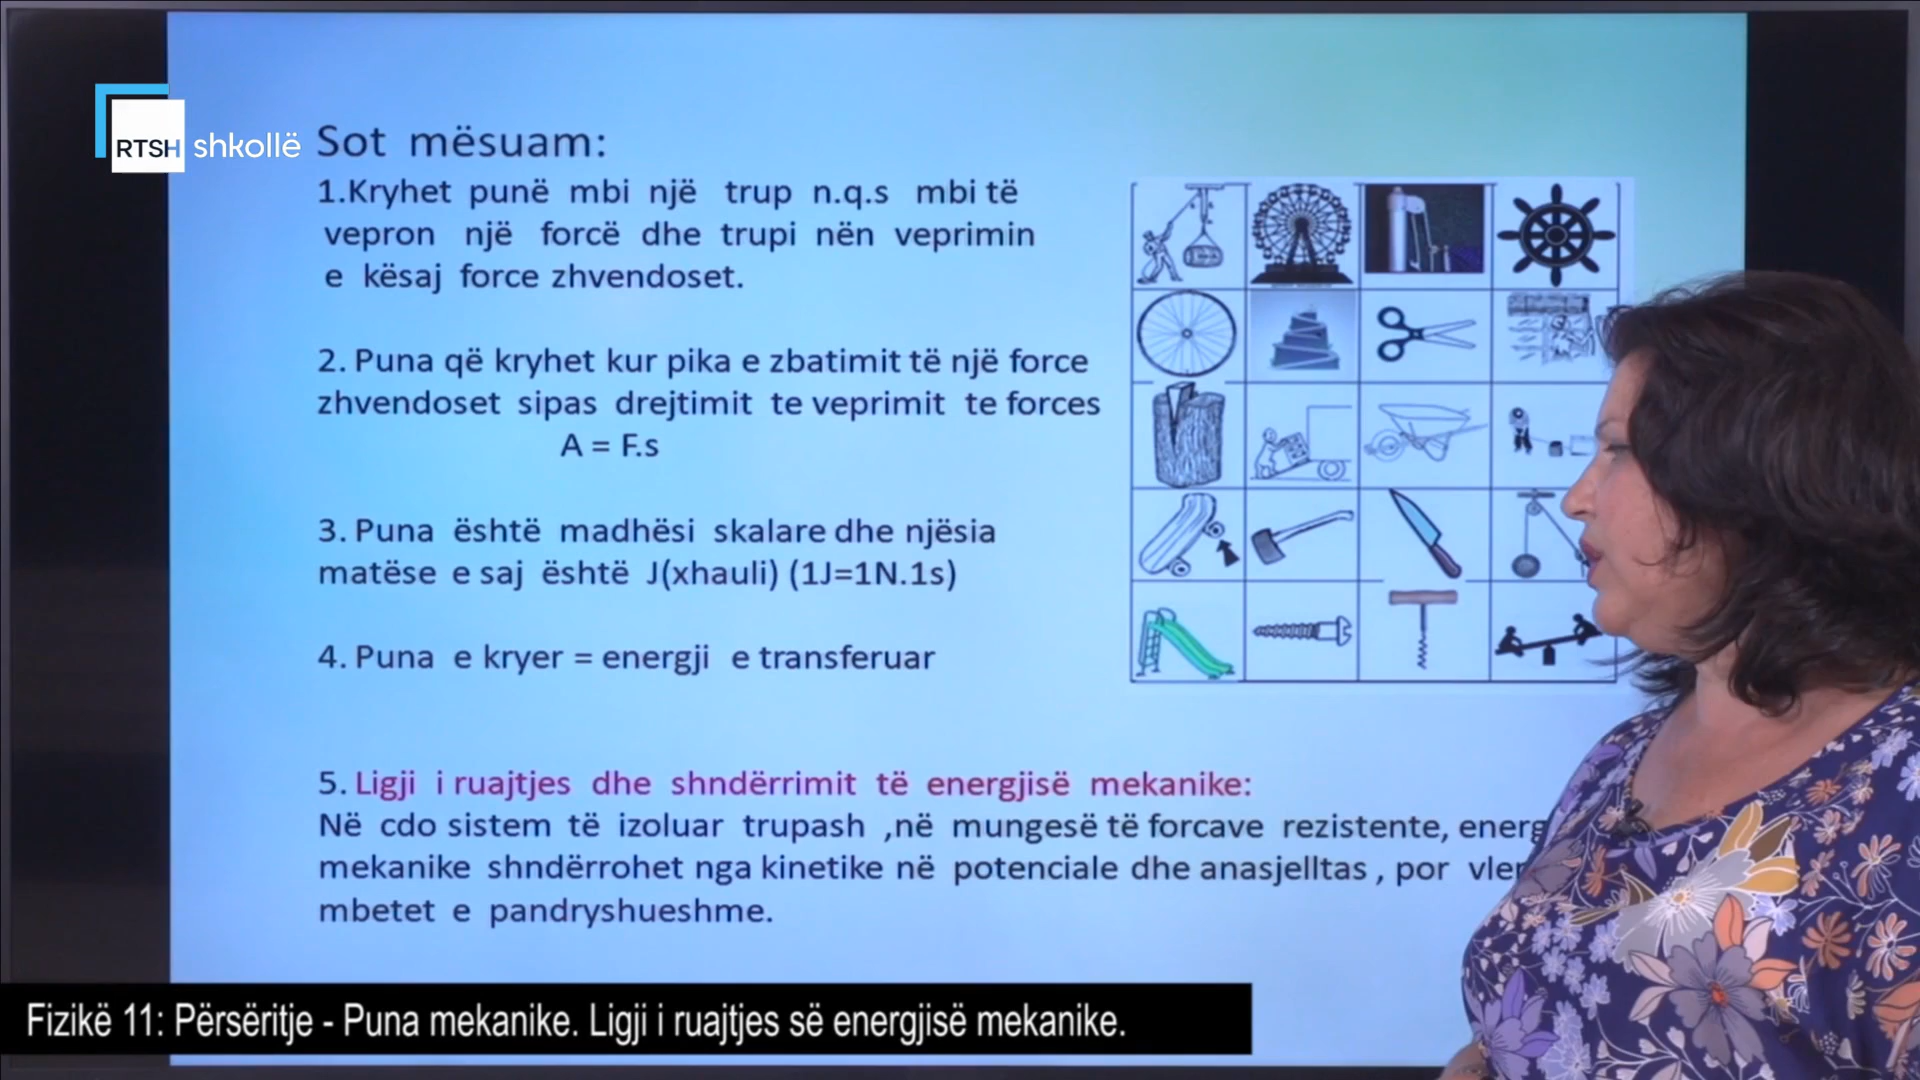 RTSH shkollë
Sot mësuam:
1.Kryhet punë mbi një trup n.q.s mbi të
vepron një forcë dhe trupi nën veprimin
e kësaj force zhvendoset.
2. Puna që kryhet kur pika e zbatimit të një force
zhvendoset sipas drejtimit te veprimit te forces
A = F.s
3. Puna është madhësi skalare dhe njësia
matëse e saj është J(xhauli) (1J=1N.1s)
4. Puna e kryer = energji e transferuar
5. Ligji i ruajtjes dhe shndërrimit të energjisë mekanike:
Në cdo sistem të izoluar trupash ,në mungesë të forcave rezistente,
mekanike shndërrohet nga kinetike në potenciale dhe anasjelltas , por
mbetet e pandryshueshme.
Fizikë 11: Përsëritje - Puna mekanike. Ligji i ruajtjes së energjisë mekanike.